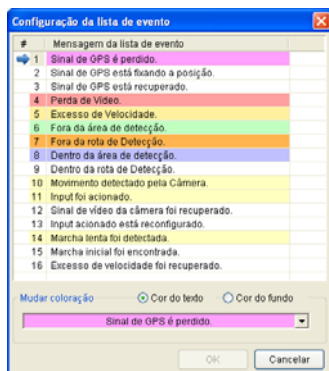 Configuração da lista de evento
# Mensagem da lista de evento
1 Sinal de GPS é perdido.
2 Sinal de GPS está fixando a posição.
3 Sinal de GPS está recuperado.
4 Perda de Vídeo.
5 Excesso de Velocidade.
6 Fora da área de detecção.
7 Fora da rota de Detecção.
8 Dentro da área de detecção.
9 Dentro da rota de Detecção.
10 Movimento detectado pela Câmera.
11 Input foi acionado.
12 Sinal de vídeo da câmera foi recuperado.
13 Input acionado está reconfigurado.
14 Marcha lenta foi detectada.
15 Marcha inicial foi encontrada.
16 Excesso de velocidade foi recuperado.
Mudar coloração Cor do texto Cor do fundo
Sinal de GPS é perdido.
OK Cancelar